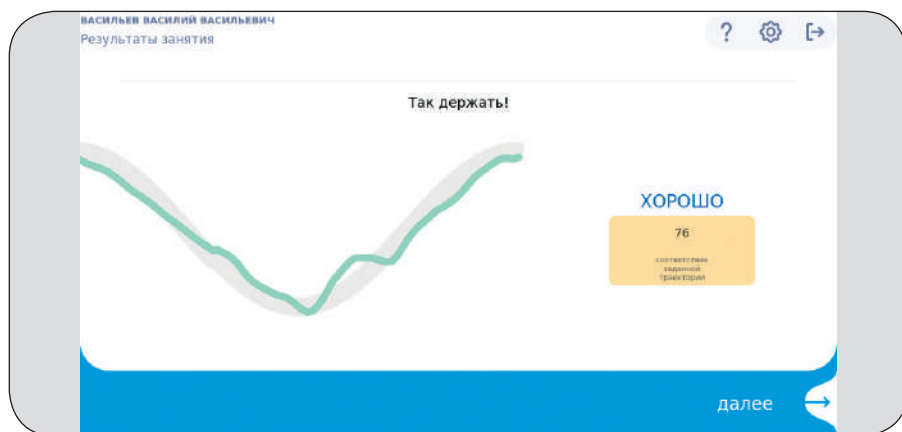 ВАСИЛЬЕВ ВАСИЛИЙ ВАСИЛЬЕВИЧ
Результаты занятия
?
Так держать!
ХОРОШО
76
соответствие
заданной
траектории
далее